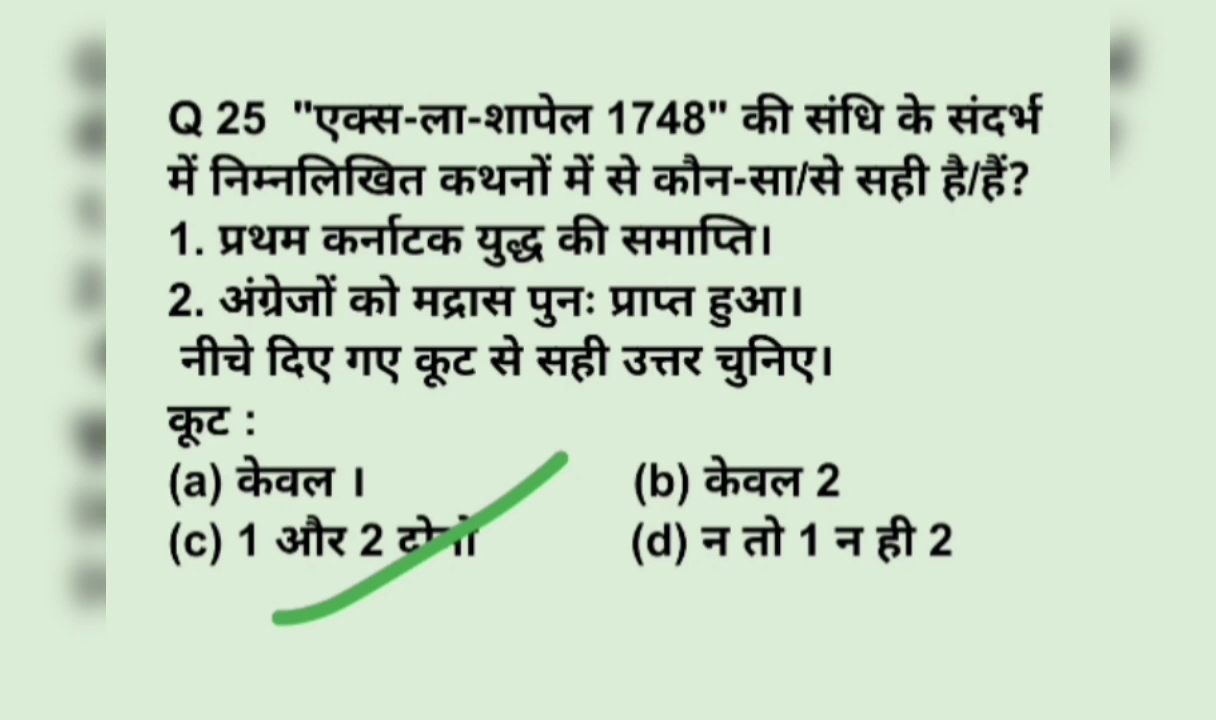 Q 25 "एक्स-ला-शापेल 1748" की संधि के संदर्भ
में निम्नलिखित कथनों में से कौन-सा/से सही है/हैं?
1. प्रथम कर्नाटक युद्ध की समाप्ति।
2. अंग्रेजों को मद्रास पुनः प्राप्त हुआ।
नीचे दिए गए कूट से सही उत्तर चुनिए।
कूट :
(a) केवल । (b) केवल 2
(c) 1 और 2 दोनों (d) न तो 1 न ही 2